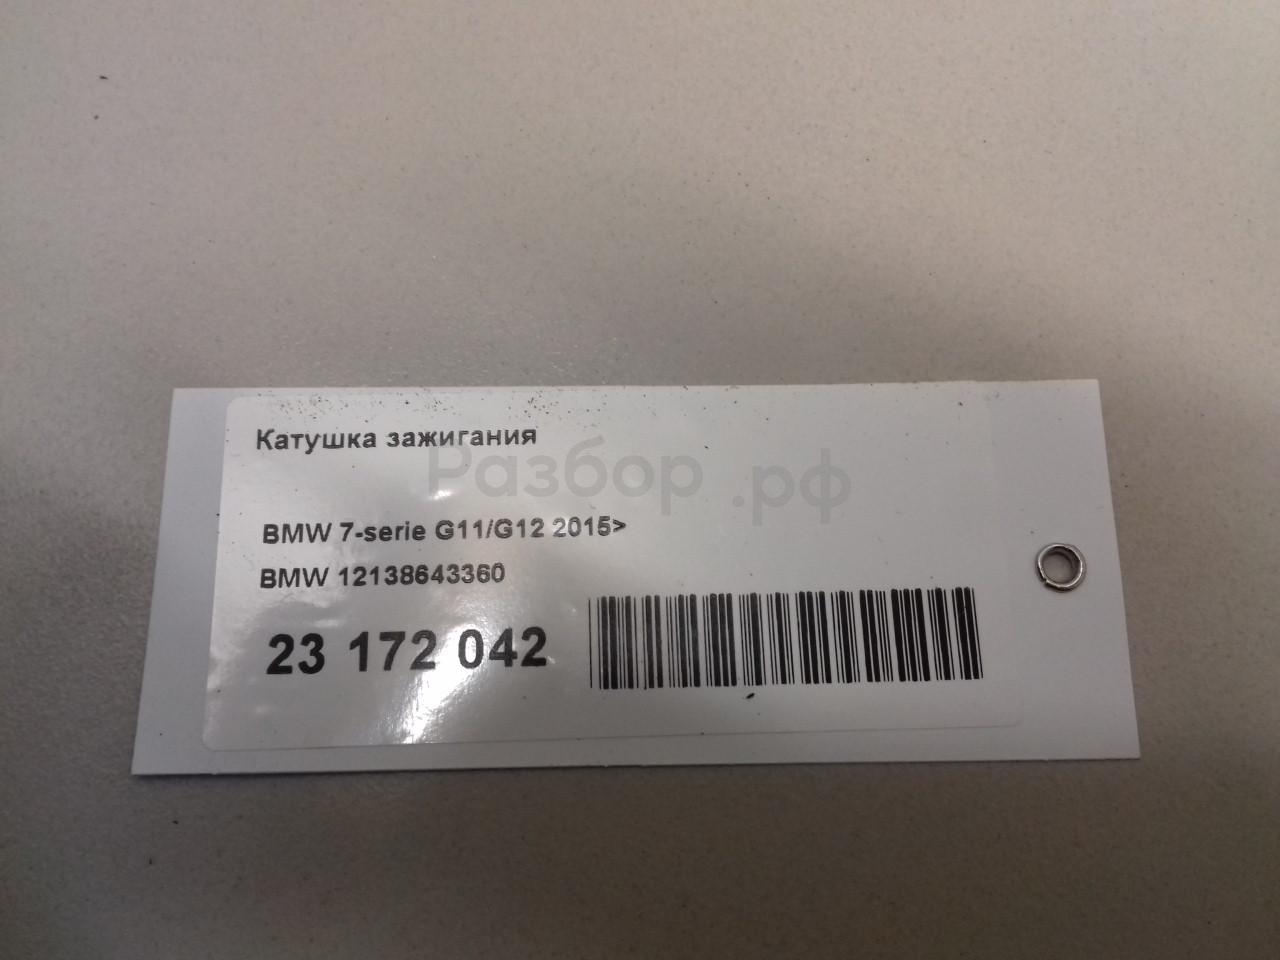 Катушка зажигания
Разбор.рф
BMW 7-serie G11/G12 2015>
BMW 12138643360
23 172 042